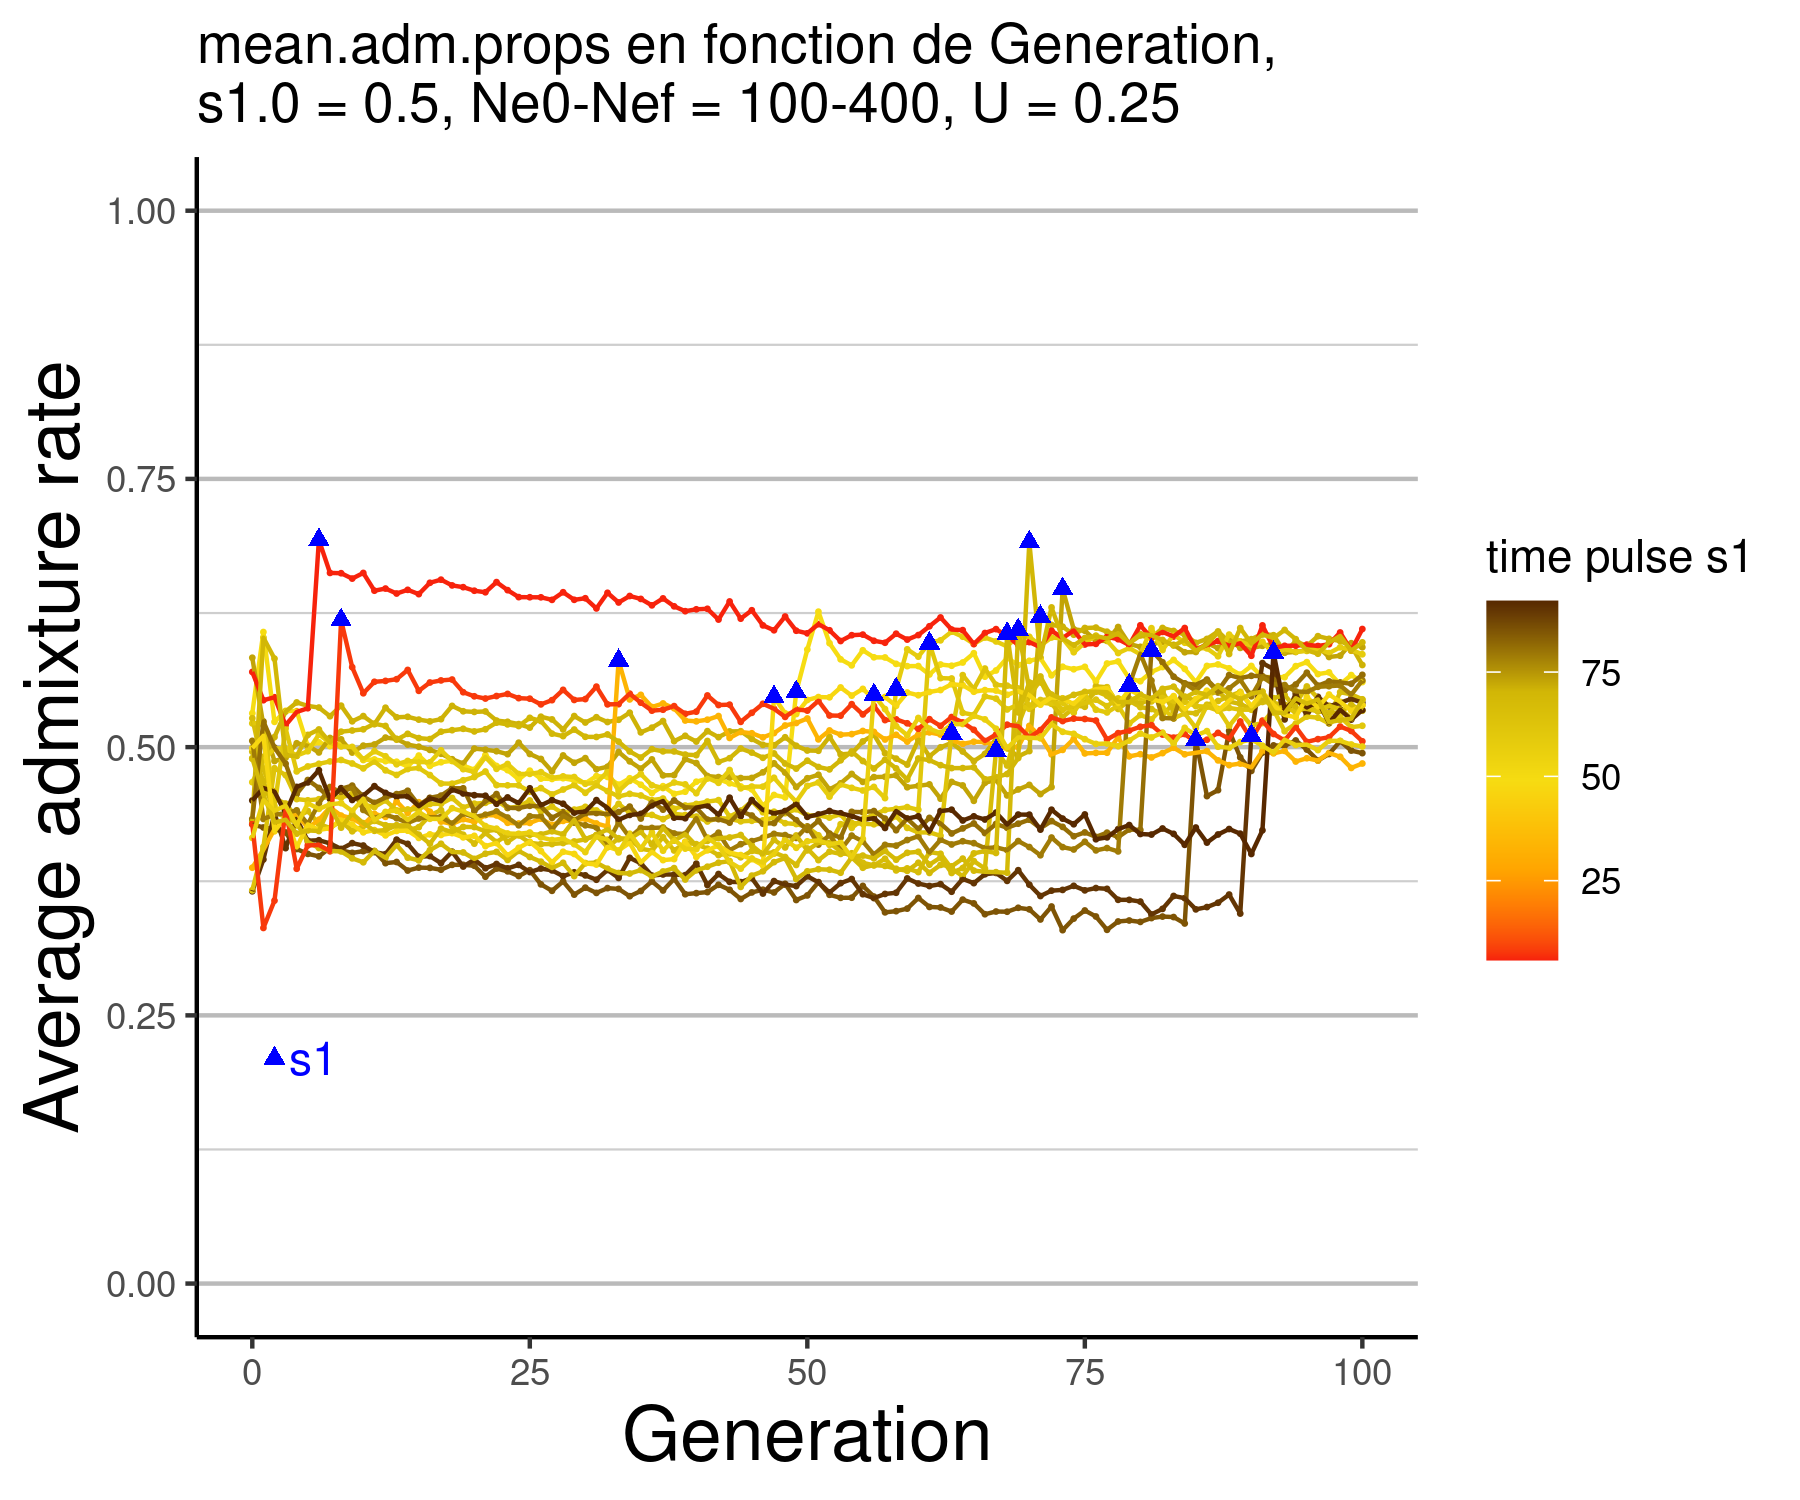 mean.adm.props en fonction de Generation,
s1.0 = 0.5, Ne0-Nef = 100-400, U = 0.25
Average admixture rate
1.00
0.75
0.50
0.25
0.00
s1
0
25
50
75
100
Generation
time pulse s1
75
50
25